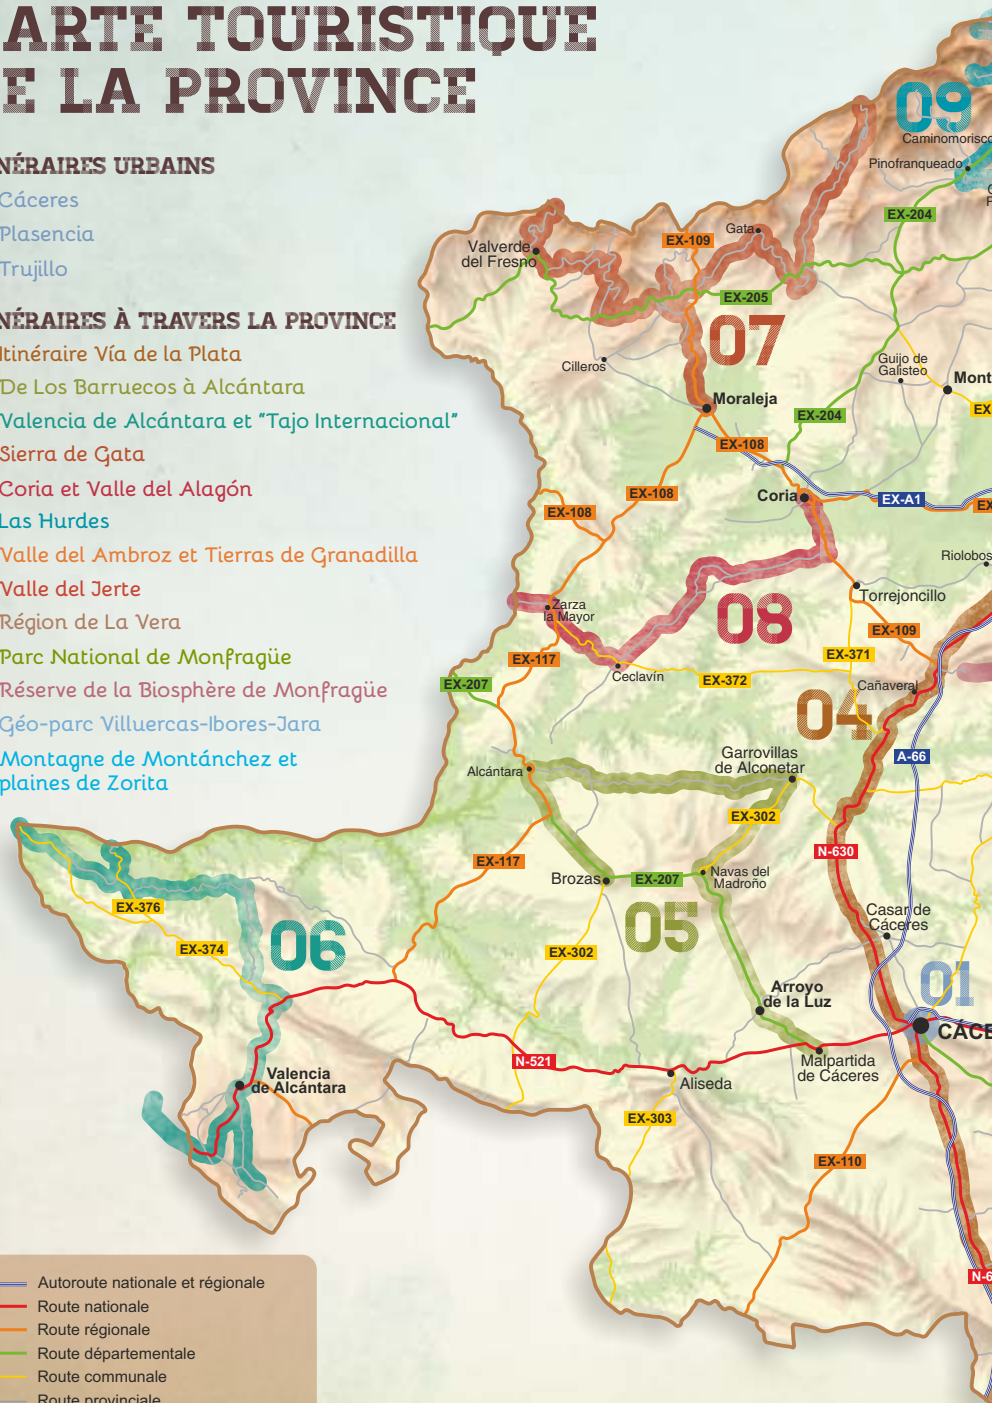 ARTE TOURISTIQUE
E LA PROVINCE
NÉRAIRES URBAINS
Cáceres
Plasencia
Trujillo
NÉRAIRES À TRAVERS LA PROVINCE
Itinéraire Vía de la Plata
De Los Barruecos à Alcántara
Valencia de Alcántara et “Tajo Internacional”
Sierra de Gata
Coria et Valle del Alagón
Las Hurdes
Valle del Ambroz et Tierras de Granadilla
Valle del Jerte
Région de La Vera
Parc National de Monfragüe
Réserve de la Biosphère de Monfragüe
Géo-parc Villuercas-Ibores-Jara
Montagne de Montánchez et
plaines de Zorita
09
Caminomorisco
Pinofranqueado
EX-204
Gata
EX-109
Valverde
del Fresno
EX-205
07
Cilleros
Guijo de
Galisteo
Mont
Moraleja
EX
EX-204
EX-108
EX-108
Coria
EX-A1
EX
EX-108
Riolobos
Torrejoncillo
Zarza
la Mayor
08
EX-109
EX-117
EX-371
Ceclavín
EX-372
EX-207
Cañaveral
04
Garrovillas
de Alconetar
A-66
Alcántara
EX-302
N-630
EX-117
Brozas
EX-207
Navas del
Madroño
EX-376
Casar de
Cáceres
05
EX-374
06
EX-302
01
Arroyo
de la Luz
CÁCE
N-521
Malpartida
de Cáceres
Valencia
de Alcántara
Aliseda
EX-303
EX-110
N-6
Autoroute nationale et régionale
Route nationale
Route régionale
Route départementale
Route communale
Route provinciale